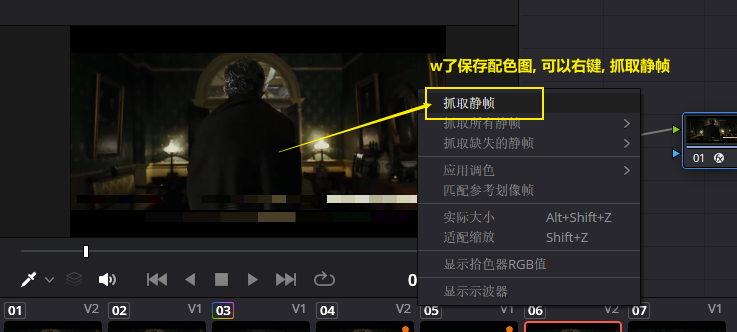 w了保存配色图, 可以右键, 抓取静帧
抓取静帧
抓取所有静帧
抓取缺失的静帧
应用调色
匹配参考划像帧
实际大小 Alt+Shift+Z
适配缩放 Shift+Z
显示拾色器RGB值
显示示波器
01
0
01 V2 02 V1 03 V1 04 V2 05 V1 06 V2 07 V1